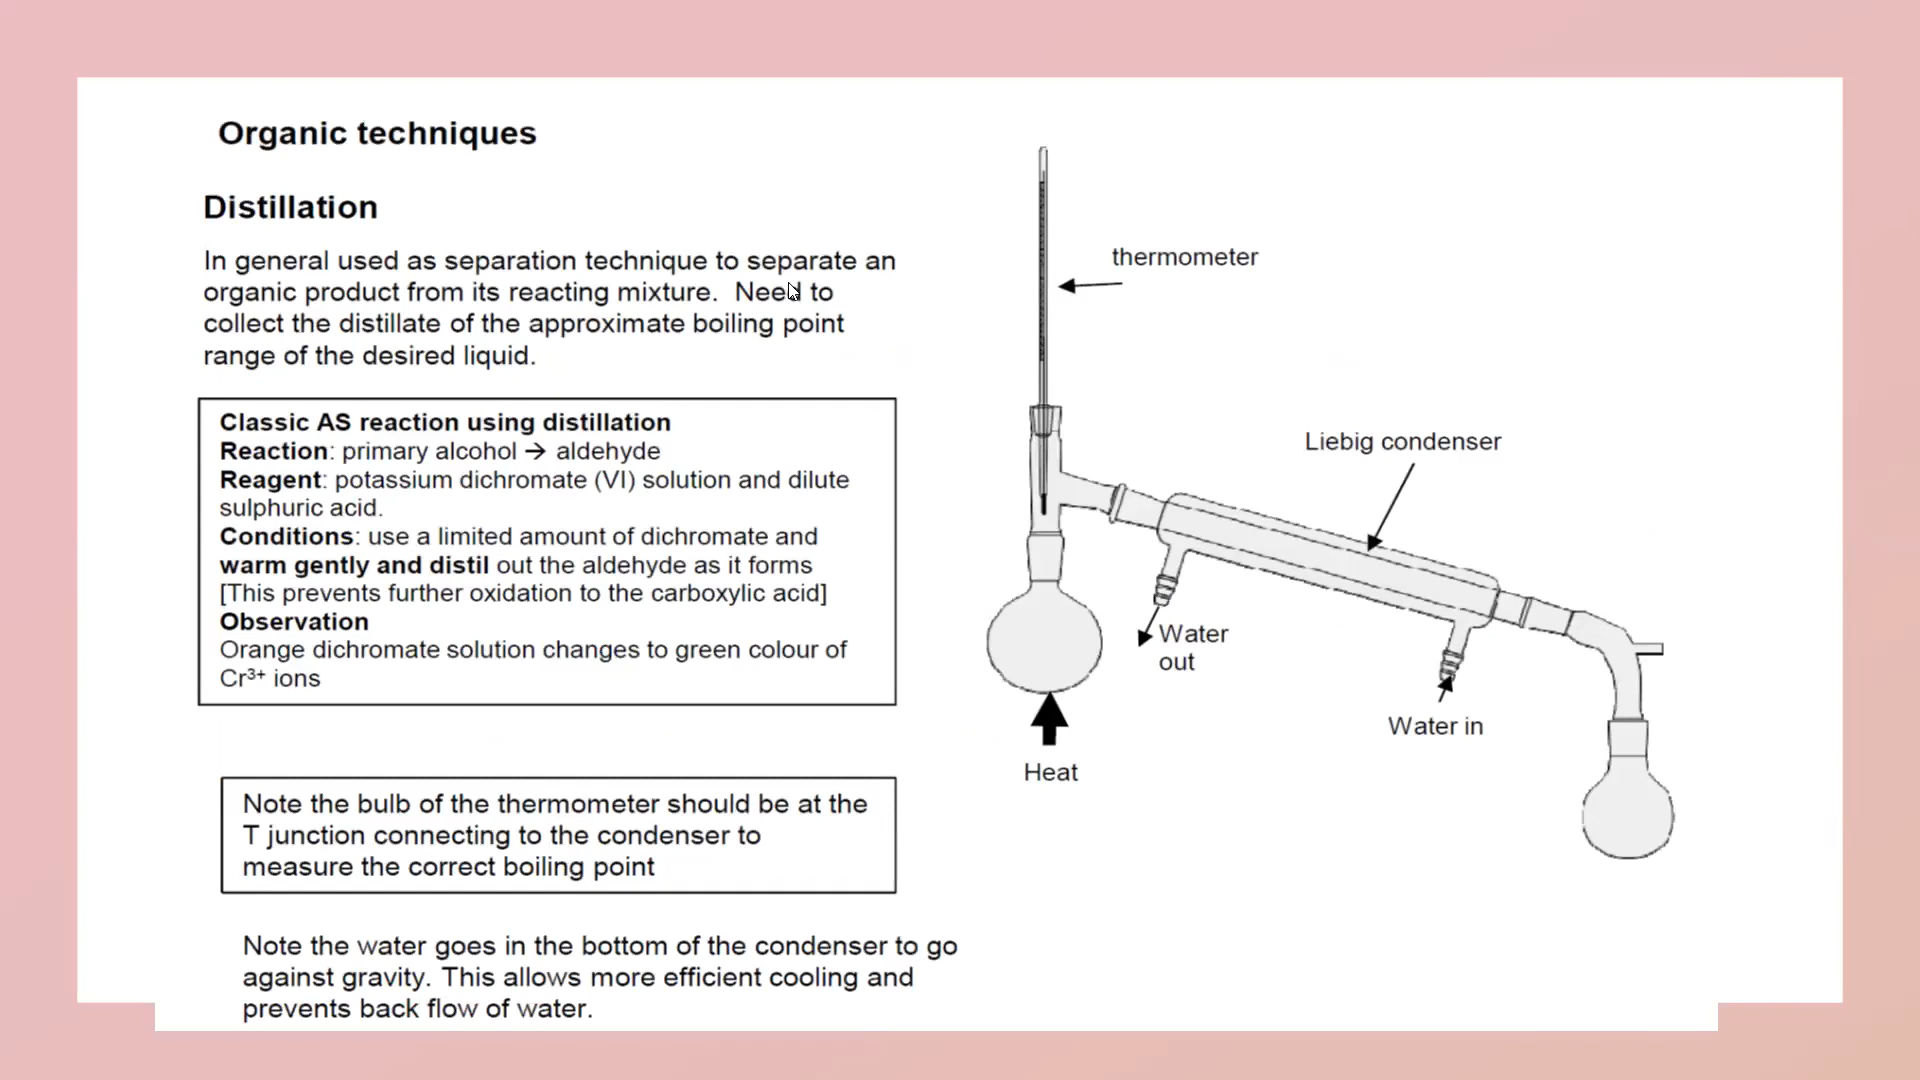 Organic techniques
Distillation
In general used as separation technique to separate an
organic product from its reacting mixture.  Need to
collect the distillate of the approximate boiling point
range of the desired liquid.
Classic AS reaction using distillation
Reaction: primary alcohol → aldehyde
Reagent: potassium dichromate (VI) solution and dilute
sulphuric acid.
Conditions: use a limited amount of dichromate and
warm gently and distil out the aldehyde as it forms
[This prevents further oxidation to the carboxylic acid]
Observation
Orange dichromate solution changes to green colour of
Cr³⁺ ions
Note the bulb of the thermometer should be at the
T junction connecting to the condenser to
measure the correct boiling point
Note the water goes in the bottom of the condenser to go
against gravity. This allows more efficient cooling and
prevents back flow of water.
thermometer
Liebig condenser
Water
out
Water in
Heat